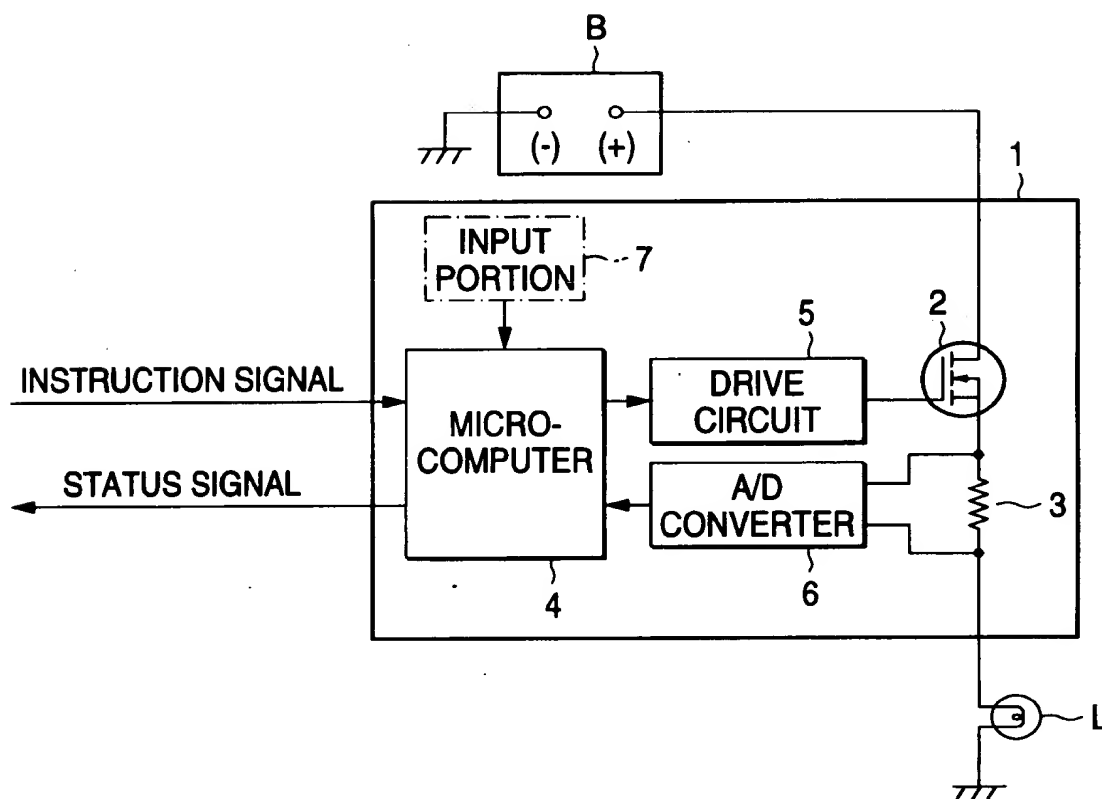 B
(-) (+)
1
INPUT
PORTION
7
2
5
INSTRUCTION SIGNAL
MICRO-
COMPUTER
DRIVE
CIRCUIT
STATUS SIGNAL
A/D
CONVERTER
3
4
6
L